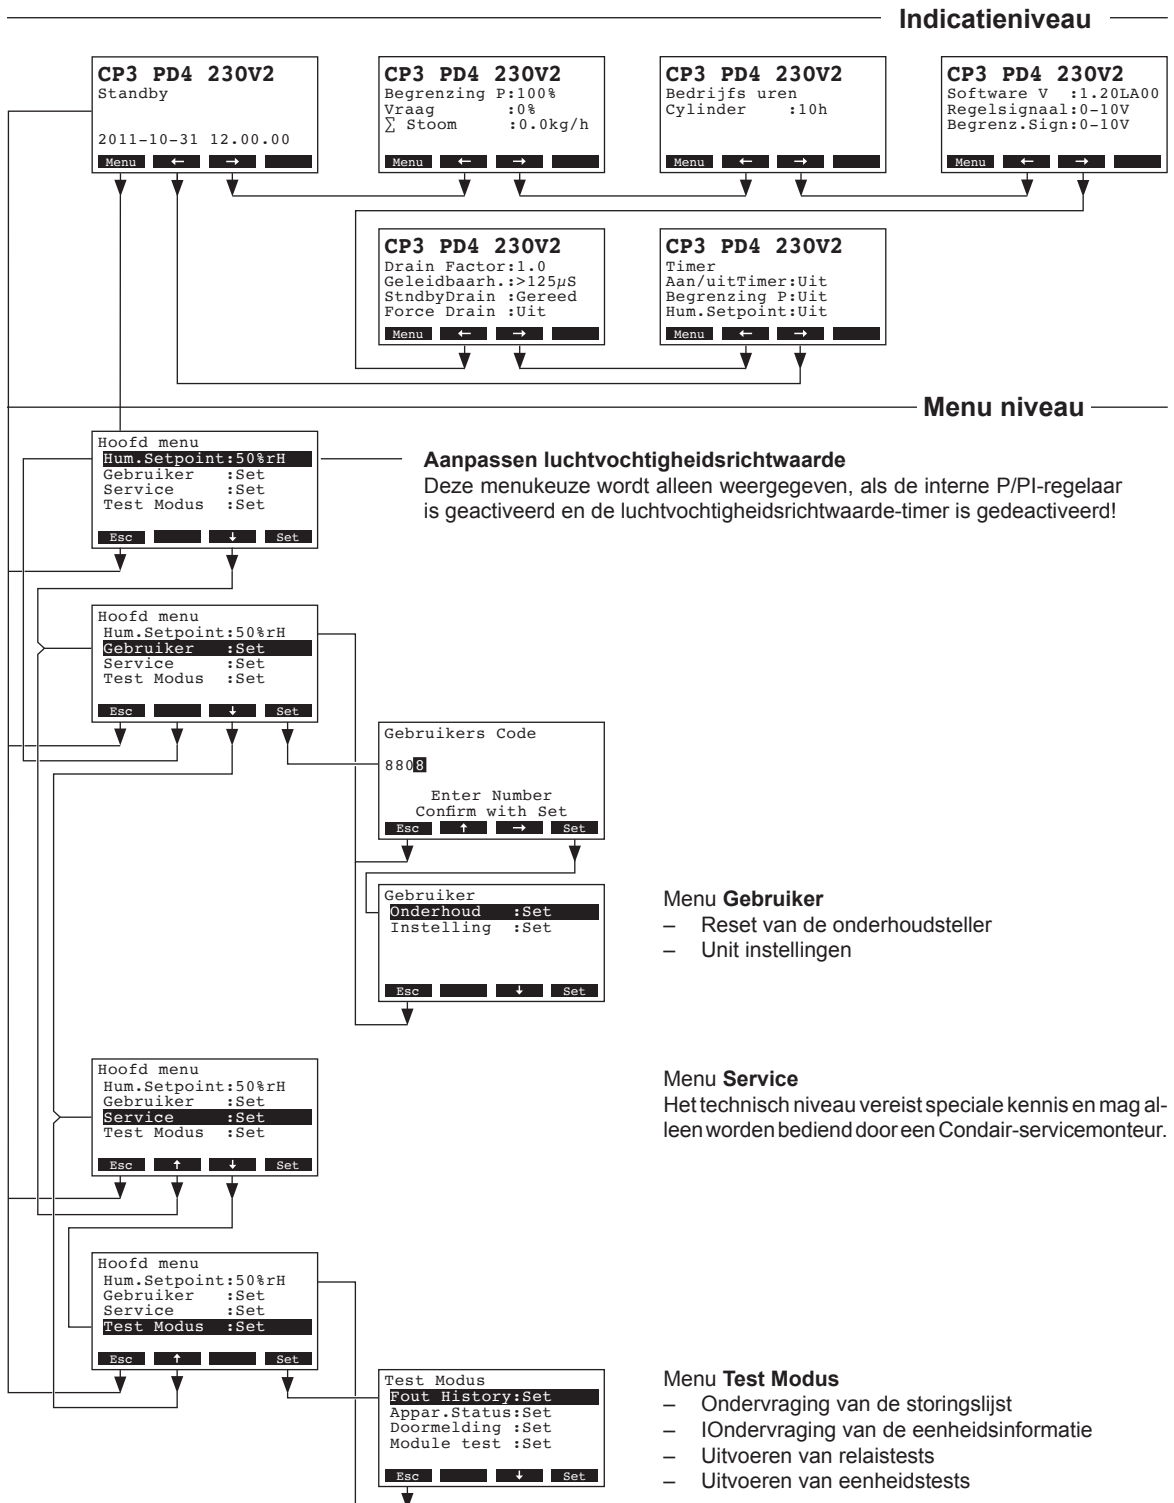 Indicatieniveau
CP3 PD4 230V2
Standby
2011-10-31 12.00.00
Menu ← →
CP3 PD4 230V2
Begrenzing P:100%
Vraag :0%
∑ Stoom :0.0kg/h
Menu ← →
CP3 PD4 230V2
Bedrijfs uren
Cylinder :10h
Menu ← →
CP3 PD4 230V2
Software V :1.20LA00
Regelsignaal:0-10V
Begrenz.Sign:0-10V
Menu ← →
CP3 PD4 230V2
Drain Factor:1.0
Geleidbaarh.:>125µS
StndbyDrain :Gereed
Force Drain :Uit
Menu ← →
CP3 PD4 230V2
Timer
Aan/uitTimer:Uit
Begrenzing P:Uit
Hum.Setpoint:Uit
Menu ← →
Menu niveau
Hoofd menu
Hum.Setpoint:50%rH
Gebruiker :Set
Service :Set
Test Modus :Set
Esc ↓ Set
Aanpassen luchtvochtigheidsrichtwaarde
Deze menukeuze wordt alleen weergegeven, als de interne P/PI-regelaar
is geactiveerd en de luchtvochtigheidsrichtwaarde-timer is gedeactiveerd!
Hoofd menu
Hum.Setpoint:50%rH
Gebruiker :Set
Service :Set
Test Modus :Set
Esc ↓ Set
Gebruikers Code
8808
Enter Number
Confirm with Set
Esc ↑ → Set
Gebruiker
Onderhoud :Set
Instelling :Set
Esc ↓ Set
Menu Gebruiker
– Reset van de onderhoudsteller
– Unit instellingen
Hoofd menu
Hum.Setpoint:50%rH
Gebruiker :Set
Service :Set
Test Modus :Set
Esc ↑ ↓ Set
Menu Service
Het technisch niveau vereist speciale kennis en mag al-
leen worden bediend door een Condair-servicemonteur.
Hoofd menu
Hum.Setpoint:50%rH
Gebruiker :Set
Service :Set
Test Modus :Set
Esc ↑ Set
Test Modus
Fout History:Set
Appar.Status:Set
Doormelding :Set
Module test :Set
Esc ↓ Set
Menu Test Modus
– Ondervraging van de storingslijst
– IOndervraging van de eenheidsinformatie
– Uitvoeren van relaistests
– Uitvoeren van eenheidstests